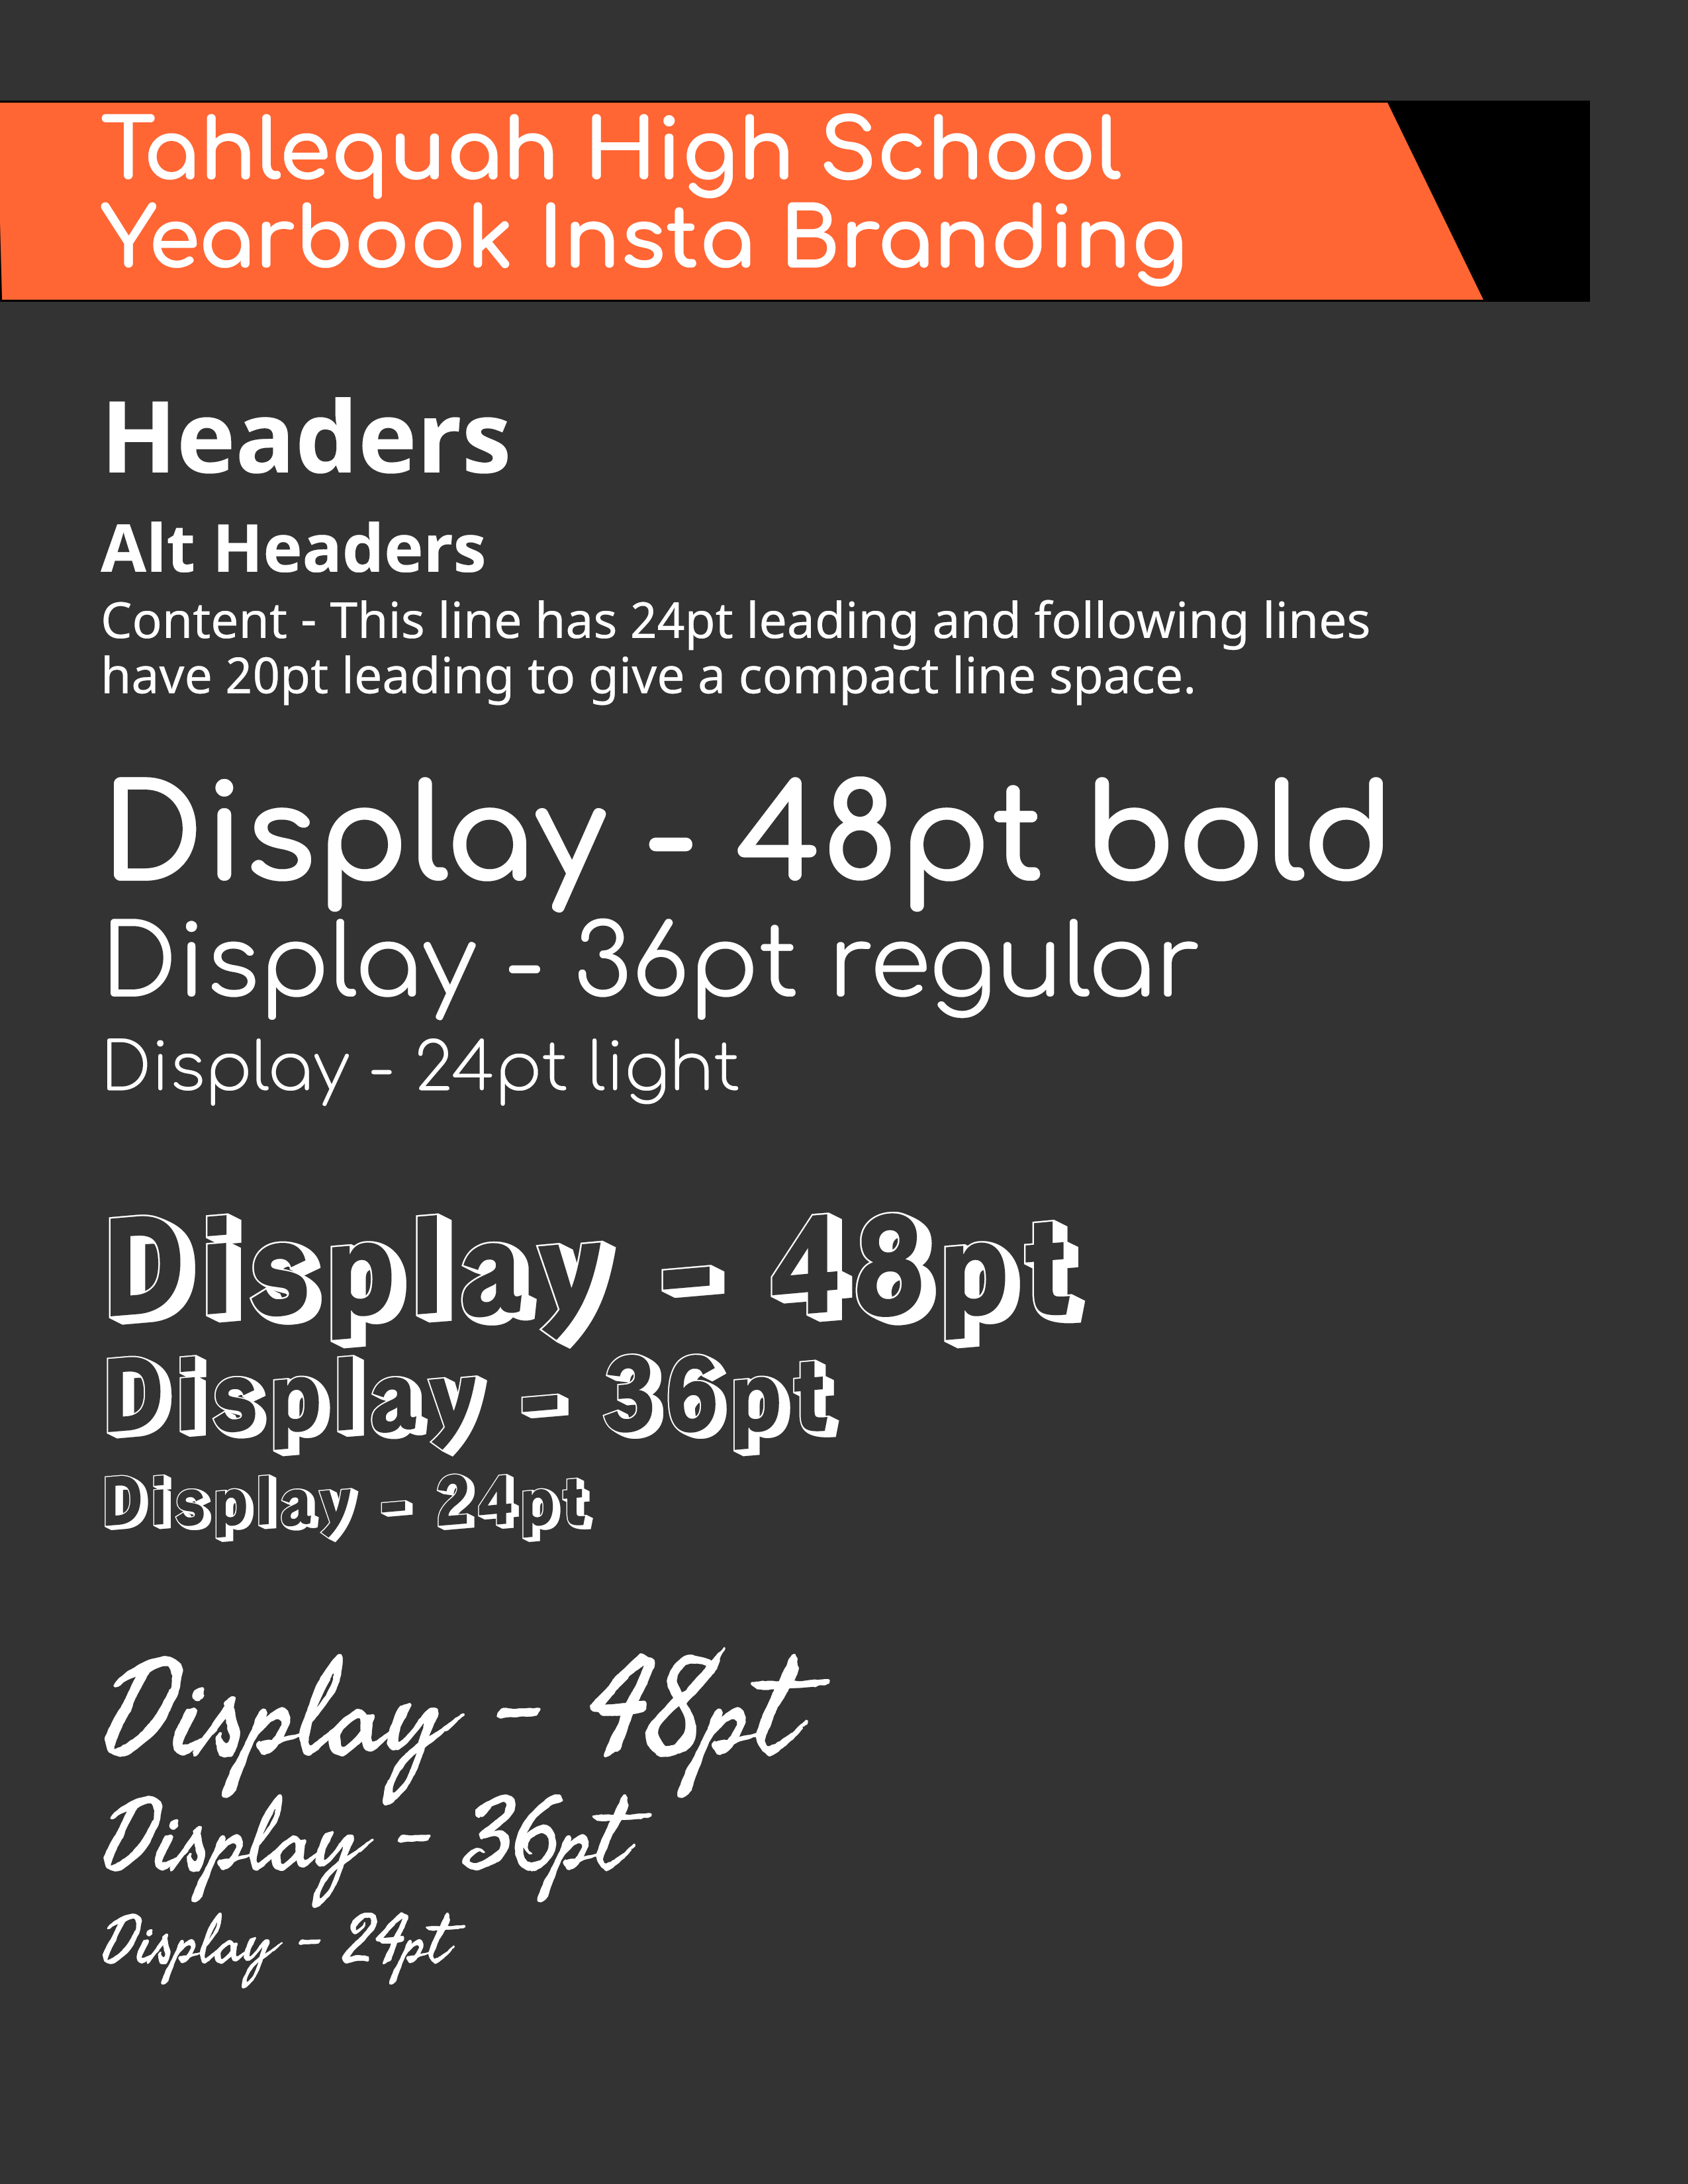 Tahlequah High School
Yearbook Insta Branding
Headers
Alt Headers
Content - This line has 24pt leading and following lines
have 20pt leading to give a compact line space.
Display - 48pt bold
Display - 36pt regular
Display - 24pt light
Display - 48pt
Display - 36pt
Display - 24pt
Display - 48pt
Display - 36pt
Display - 24pt